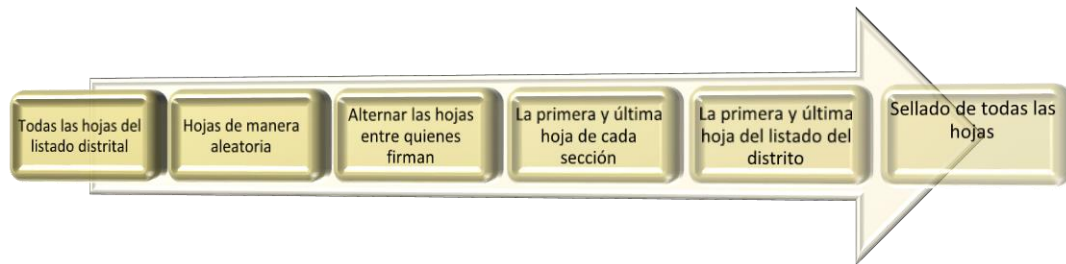 Todas las hojas del
listado distrital
Hojas de manera
aleatoria
Alternar las hojas
entre quienes
firman
La primera y última
hoja de cada
sección
La primera y última
hoja del listado del
distrito
Sellado de todas las
hojas